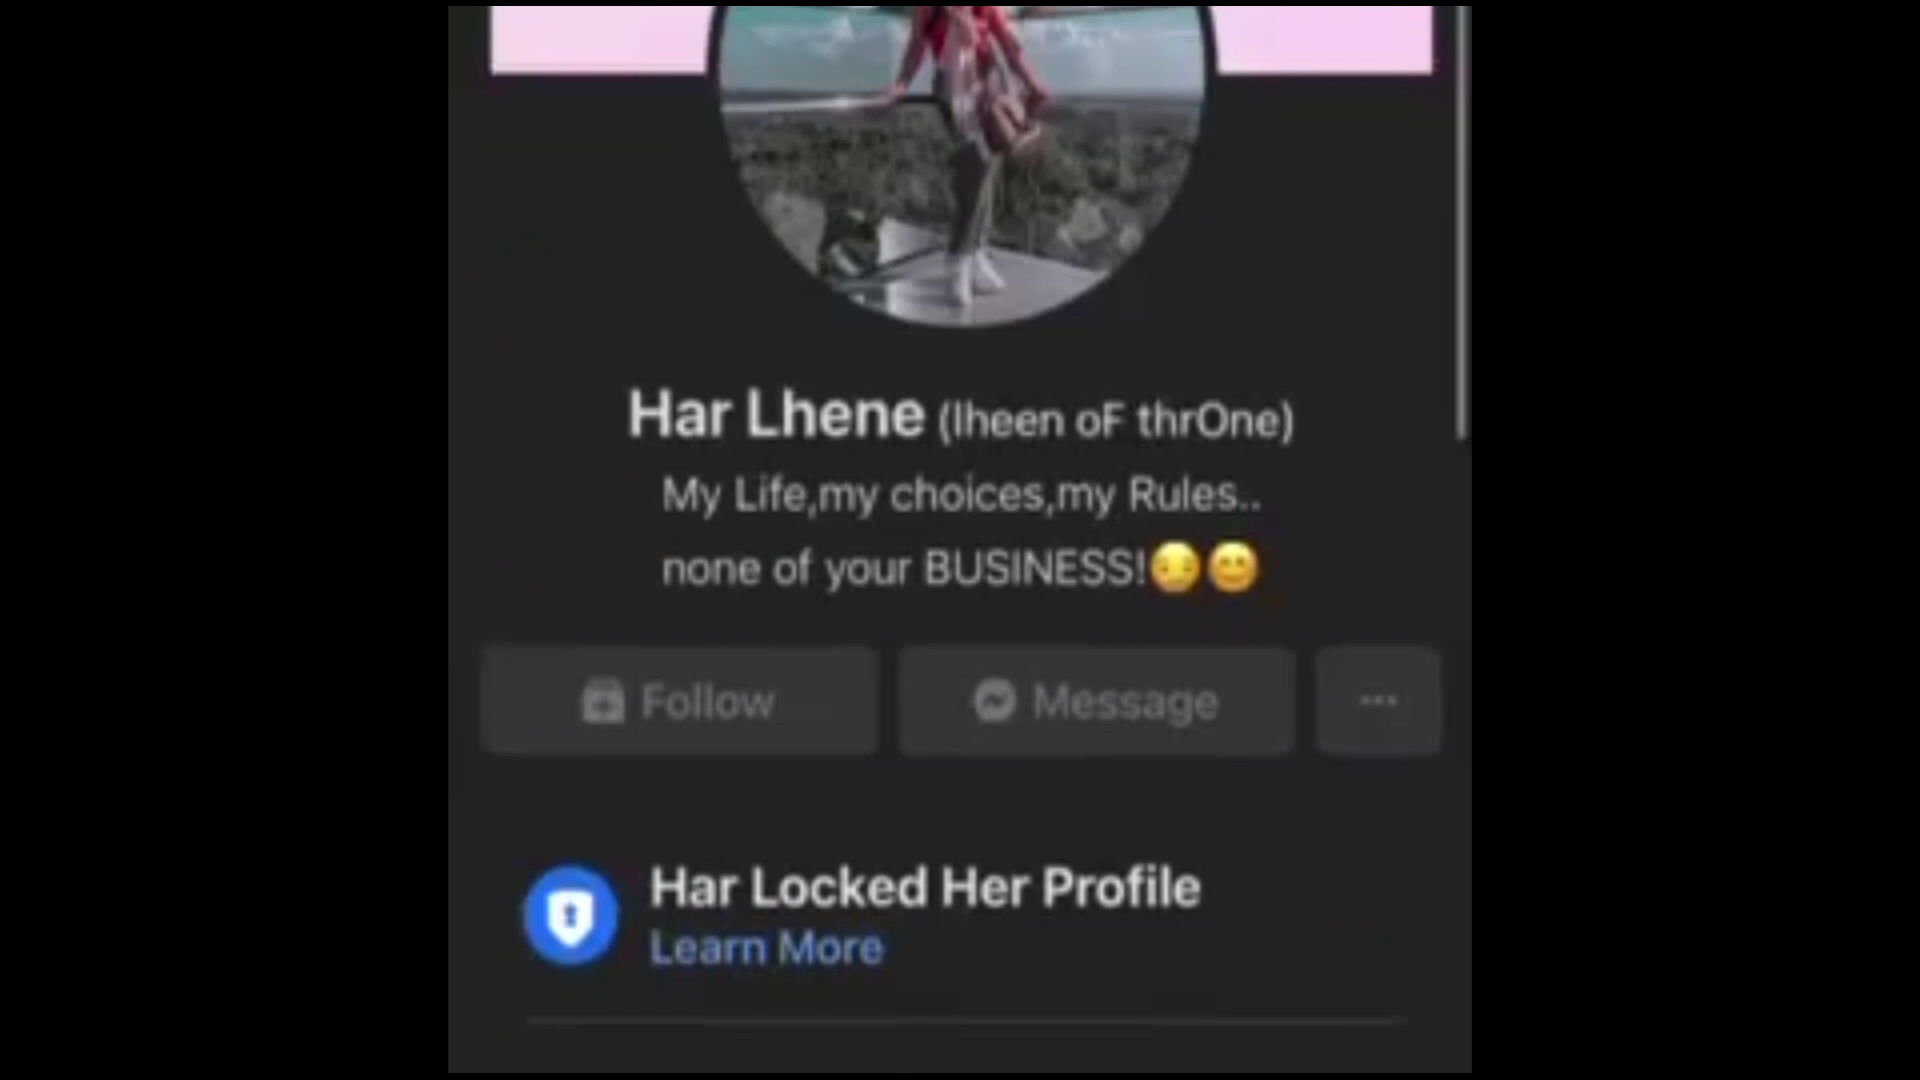 Har Lhene (lheen oF thrOne)
My Life,my choices,my Rules..
none of your BUSINESS!😏😊
Follow
Message
Har Locked Her Profile
Learn More